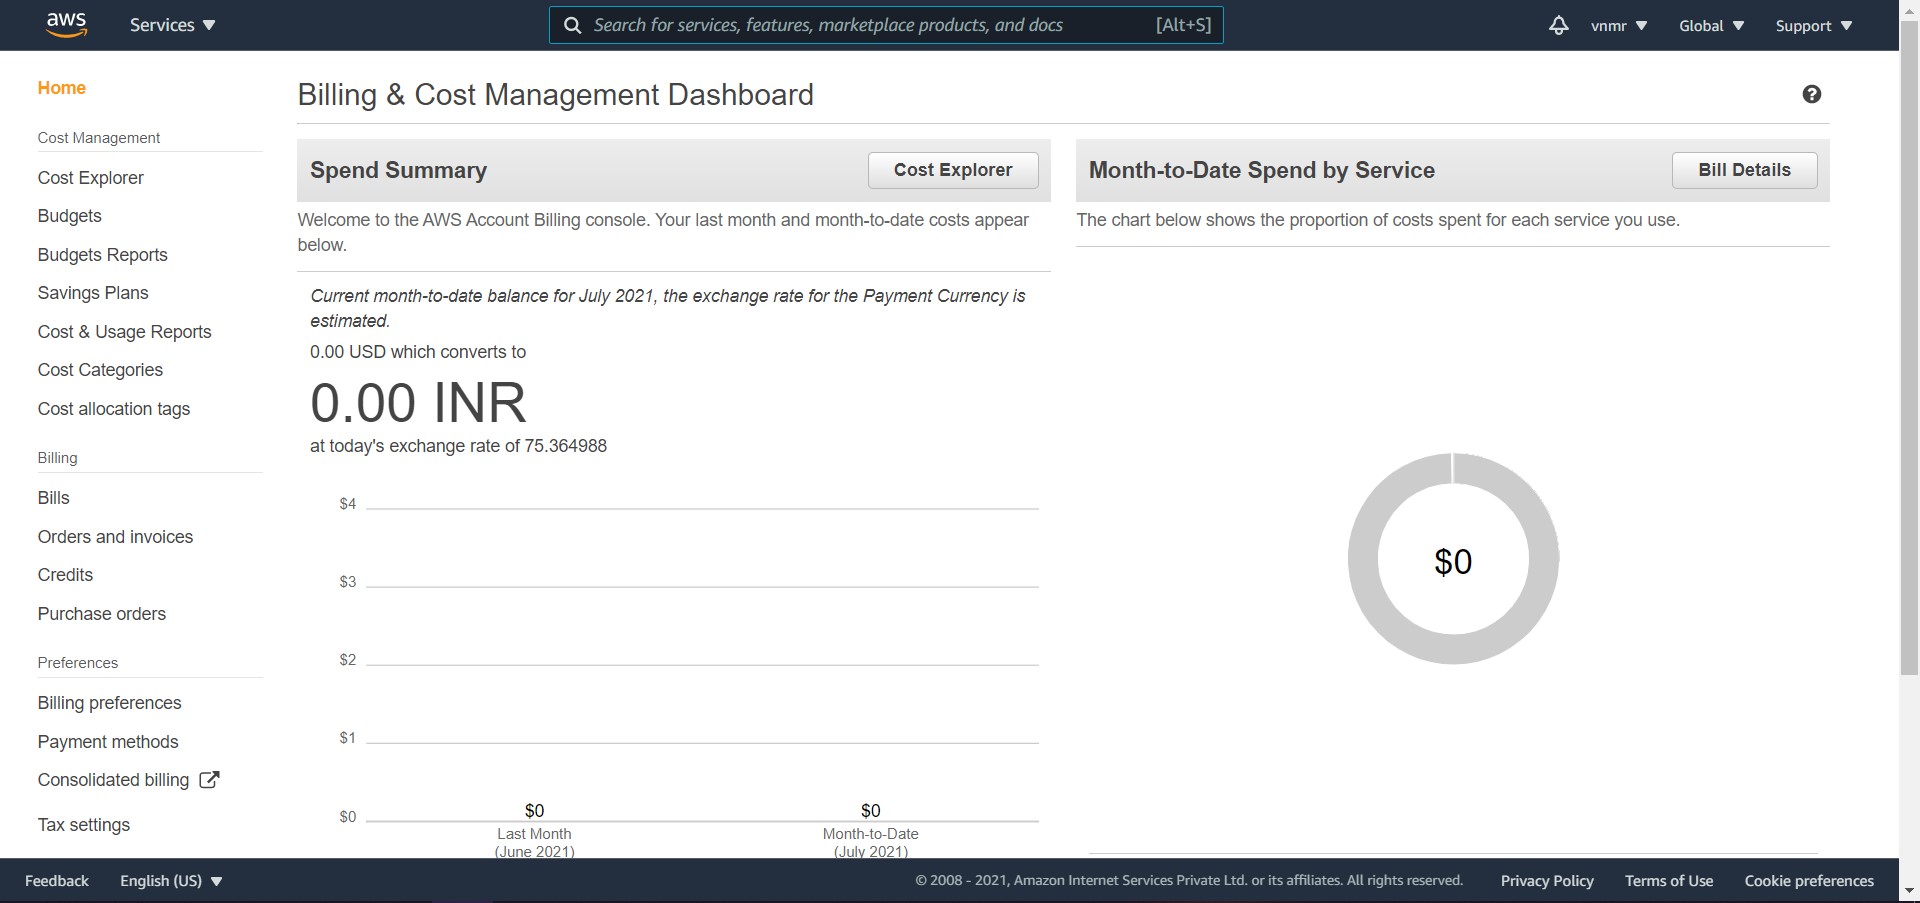 aws
Services
Search for services, features, marketplace products, and docs [Alt+S]
vnmr
Global
Support
Home
Cost Management
Cost Explorer
Budgets
Budgets Reports
Savings Plans
Cost & Usage Reports
Cost Categories
Cost allocation tags
Billing
Bills
Orders and invoices
Credits
Purchase orders
Preferences
Billing preferences
Payment methods
Consolidated billing
Tax settings
Billing & Cost Management Dashboard
Spend Summary
Cost Explorer
Welcome to the AWS Account Billing console. Your last month and month-to-date costs appear
below.
Current month-to-date balance for July 2021, the exchange rate for the Payment Currency is
estimated.
0.00 USD which converts to
0.00 INR
at today's exchange rate of 75.364988
$4
$3
$2
$1
$0
$0
$0
Last Month
(June 2021)
Month-to-Date
(July 2021)
Month-to-Date Spend by Service
Bill Details
The chart below shows the proportion of costs spent for each service you use.
$0
Feedback
English (US)
© 2008 - 2021, Amazon Internet Services Private Ltd. or its affiliates. All rights reserved.
Privacy Policy
Terms of Use
Cookie preferences